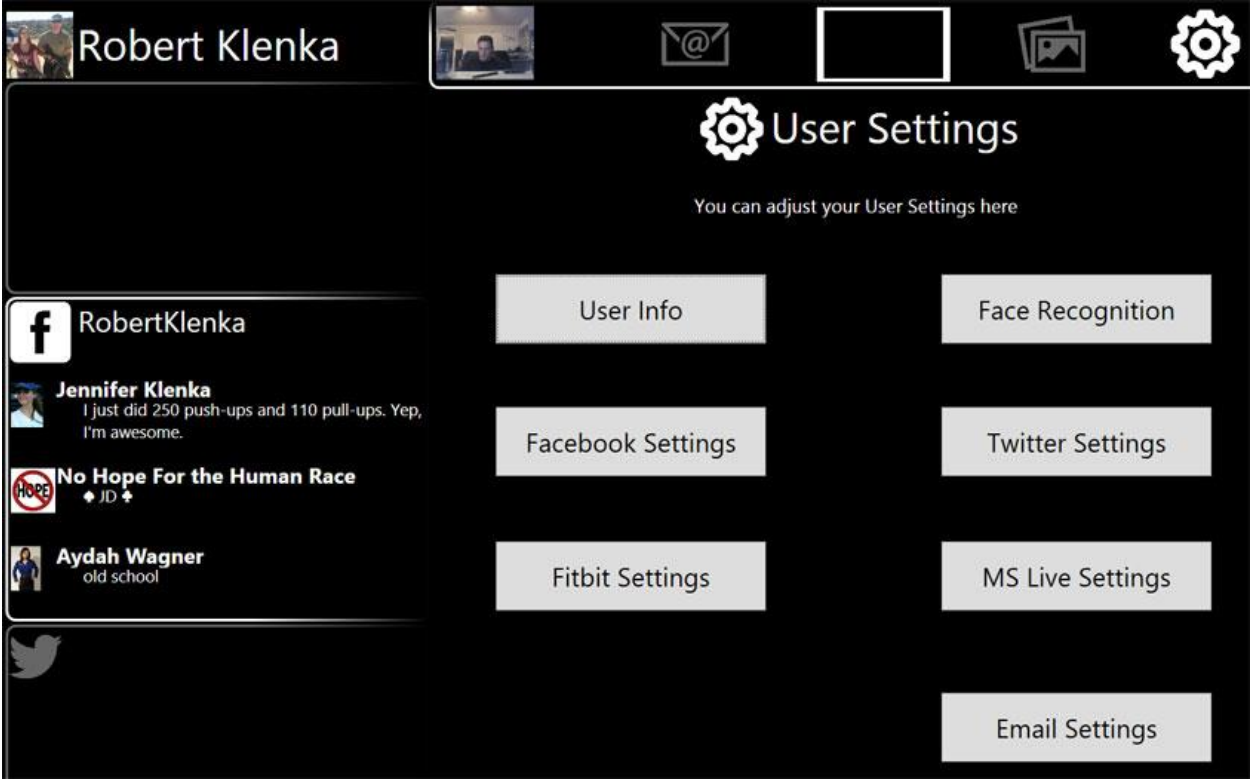 Robert Klenka
@
User Settings
You can adjust your User Settings here
User Info
Face Recognition
Facebook Settings
Twitter Settings
Fitbit Settings
MS Live Settings
Email Settings
f
RobertKlenka
Jennifer Klenka
I just did 250 push-ups and 110 pull-ups. Yep,
I'm awesome.
HOPE
No Hope For the Human Race
♠ JD ♣
Aydah Wagner
old school